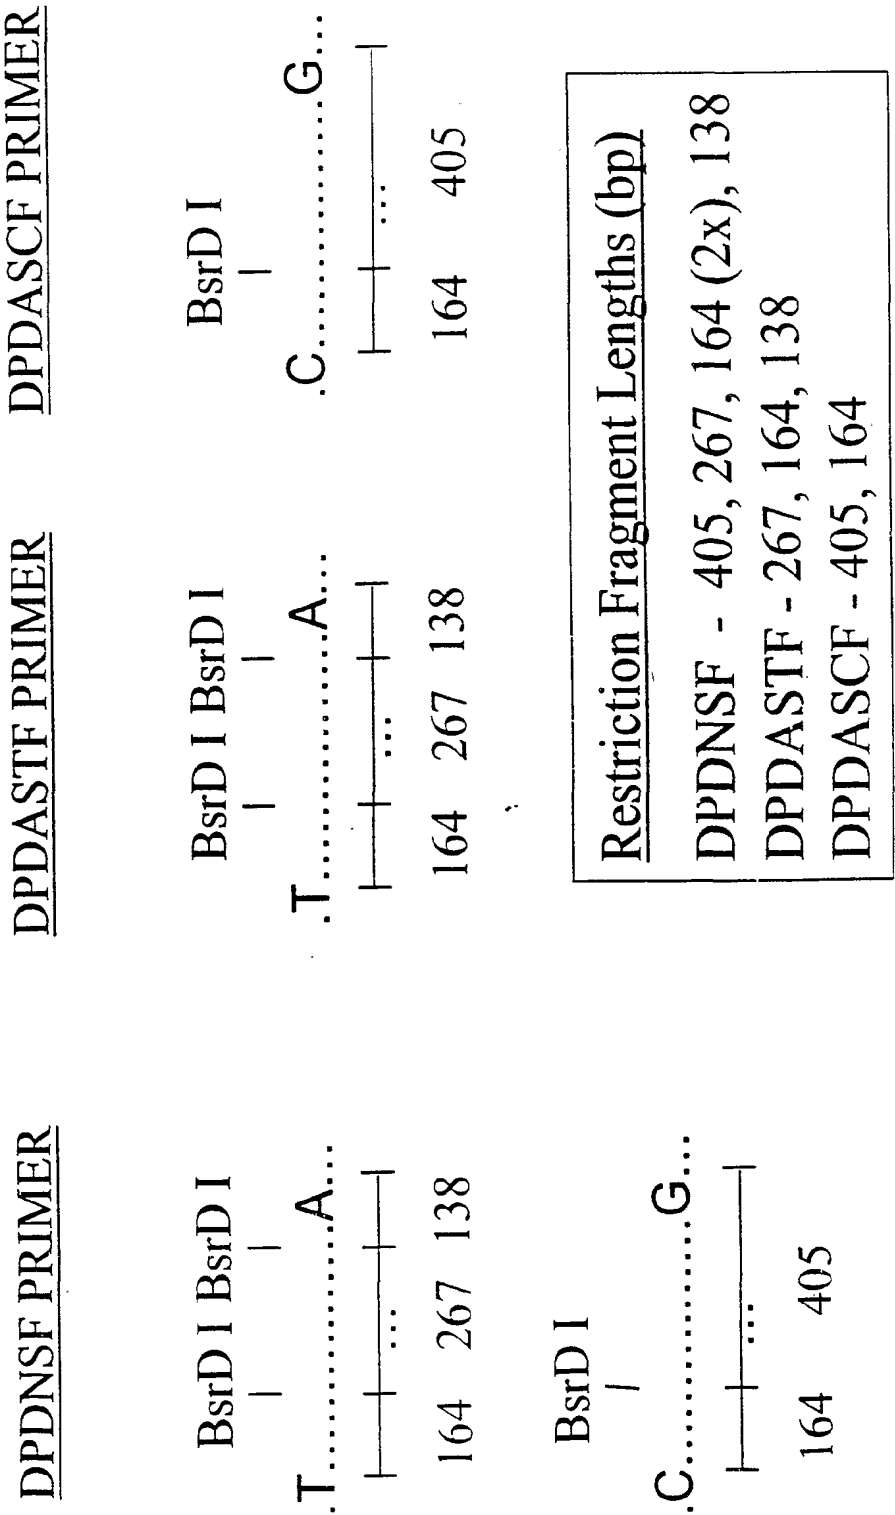 DPDNSF PRIMER
BsrD I BsrD I
.T....................A...
...
164 267 138
BsrD I
.C....................G...
...
164 405
DPDASTF PRIMER
BsrD I BsrD I
.T....................A...
...
164 267 138
DPDASCF PRIMER
BsrD I
.C....................G...
...
164 405
Restriction Fragment Lengths (bp)
DPDNSF - 405, 267, 164 (2x), 138
DPDASTF - 267, 164, 138
DPDASCF - 405, 164